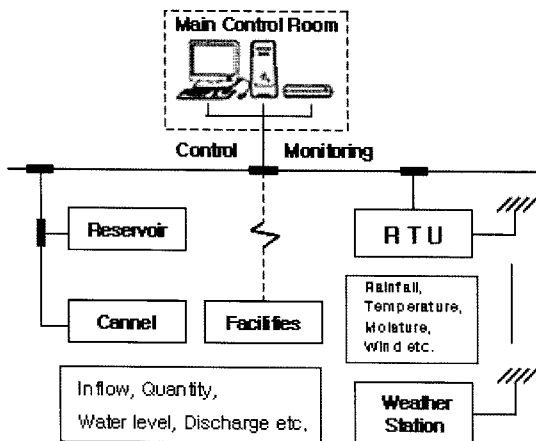 Main Control Room
Control Monitoring
Reservoir
RTU
Rainfall,
Temperature,
Moisture,
Wind etc.
Cannel
Facilities
Inflow, Quantity,
Water level, Discharge etc,
Weather
Station